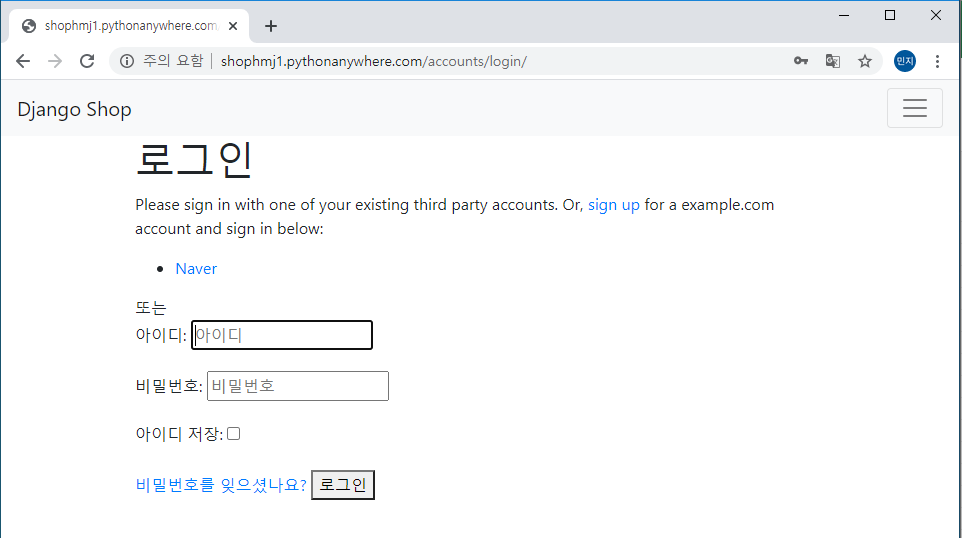 shophmj1.pythonanywhere.com
주의 요함 | shophmj1.pythonanywhere.com/accounts/login/
민지
Django Shop
로그인
Please sign in with one of your existing third party accounts. Or, sign up for a example.com
account and sign in below:
Naver
또는
아이디: 아이디
비밀번호: 비밀번호
아이디 저장:
비밀번호를 잊으셨나요? 로그인